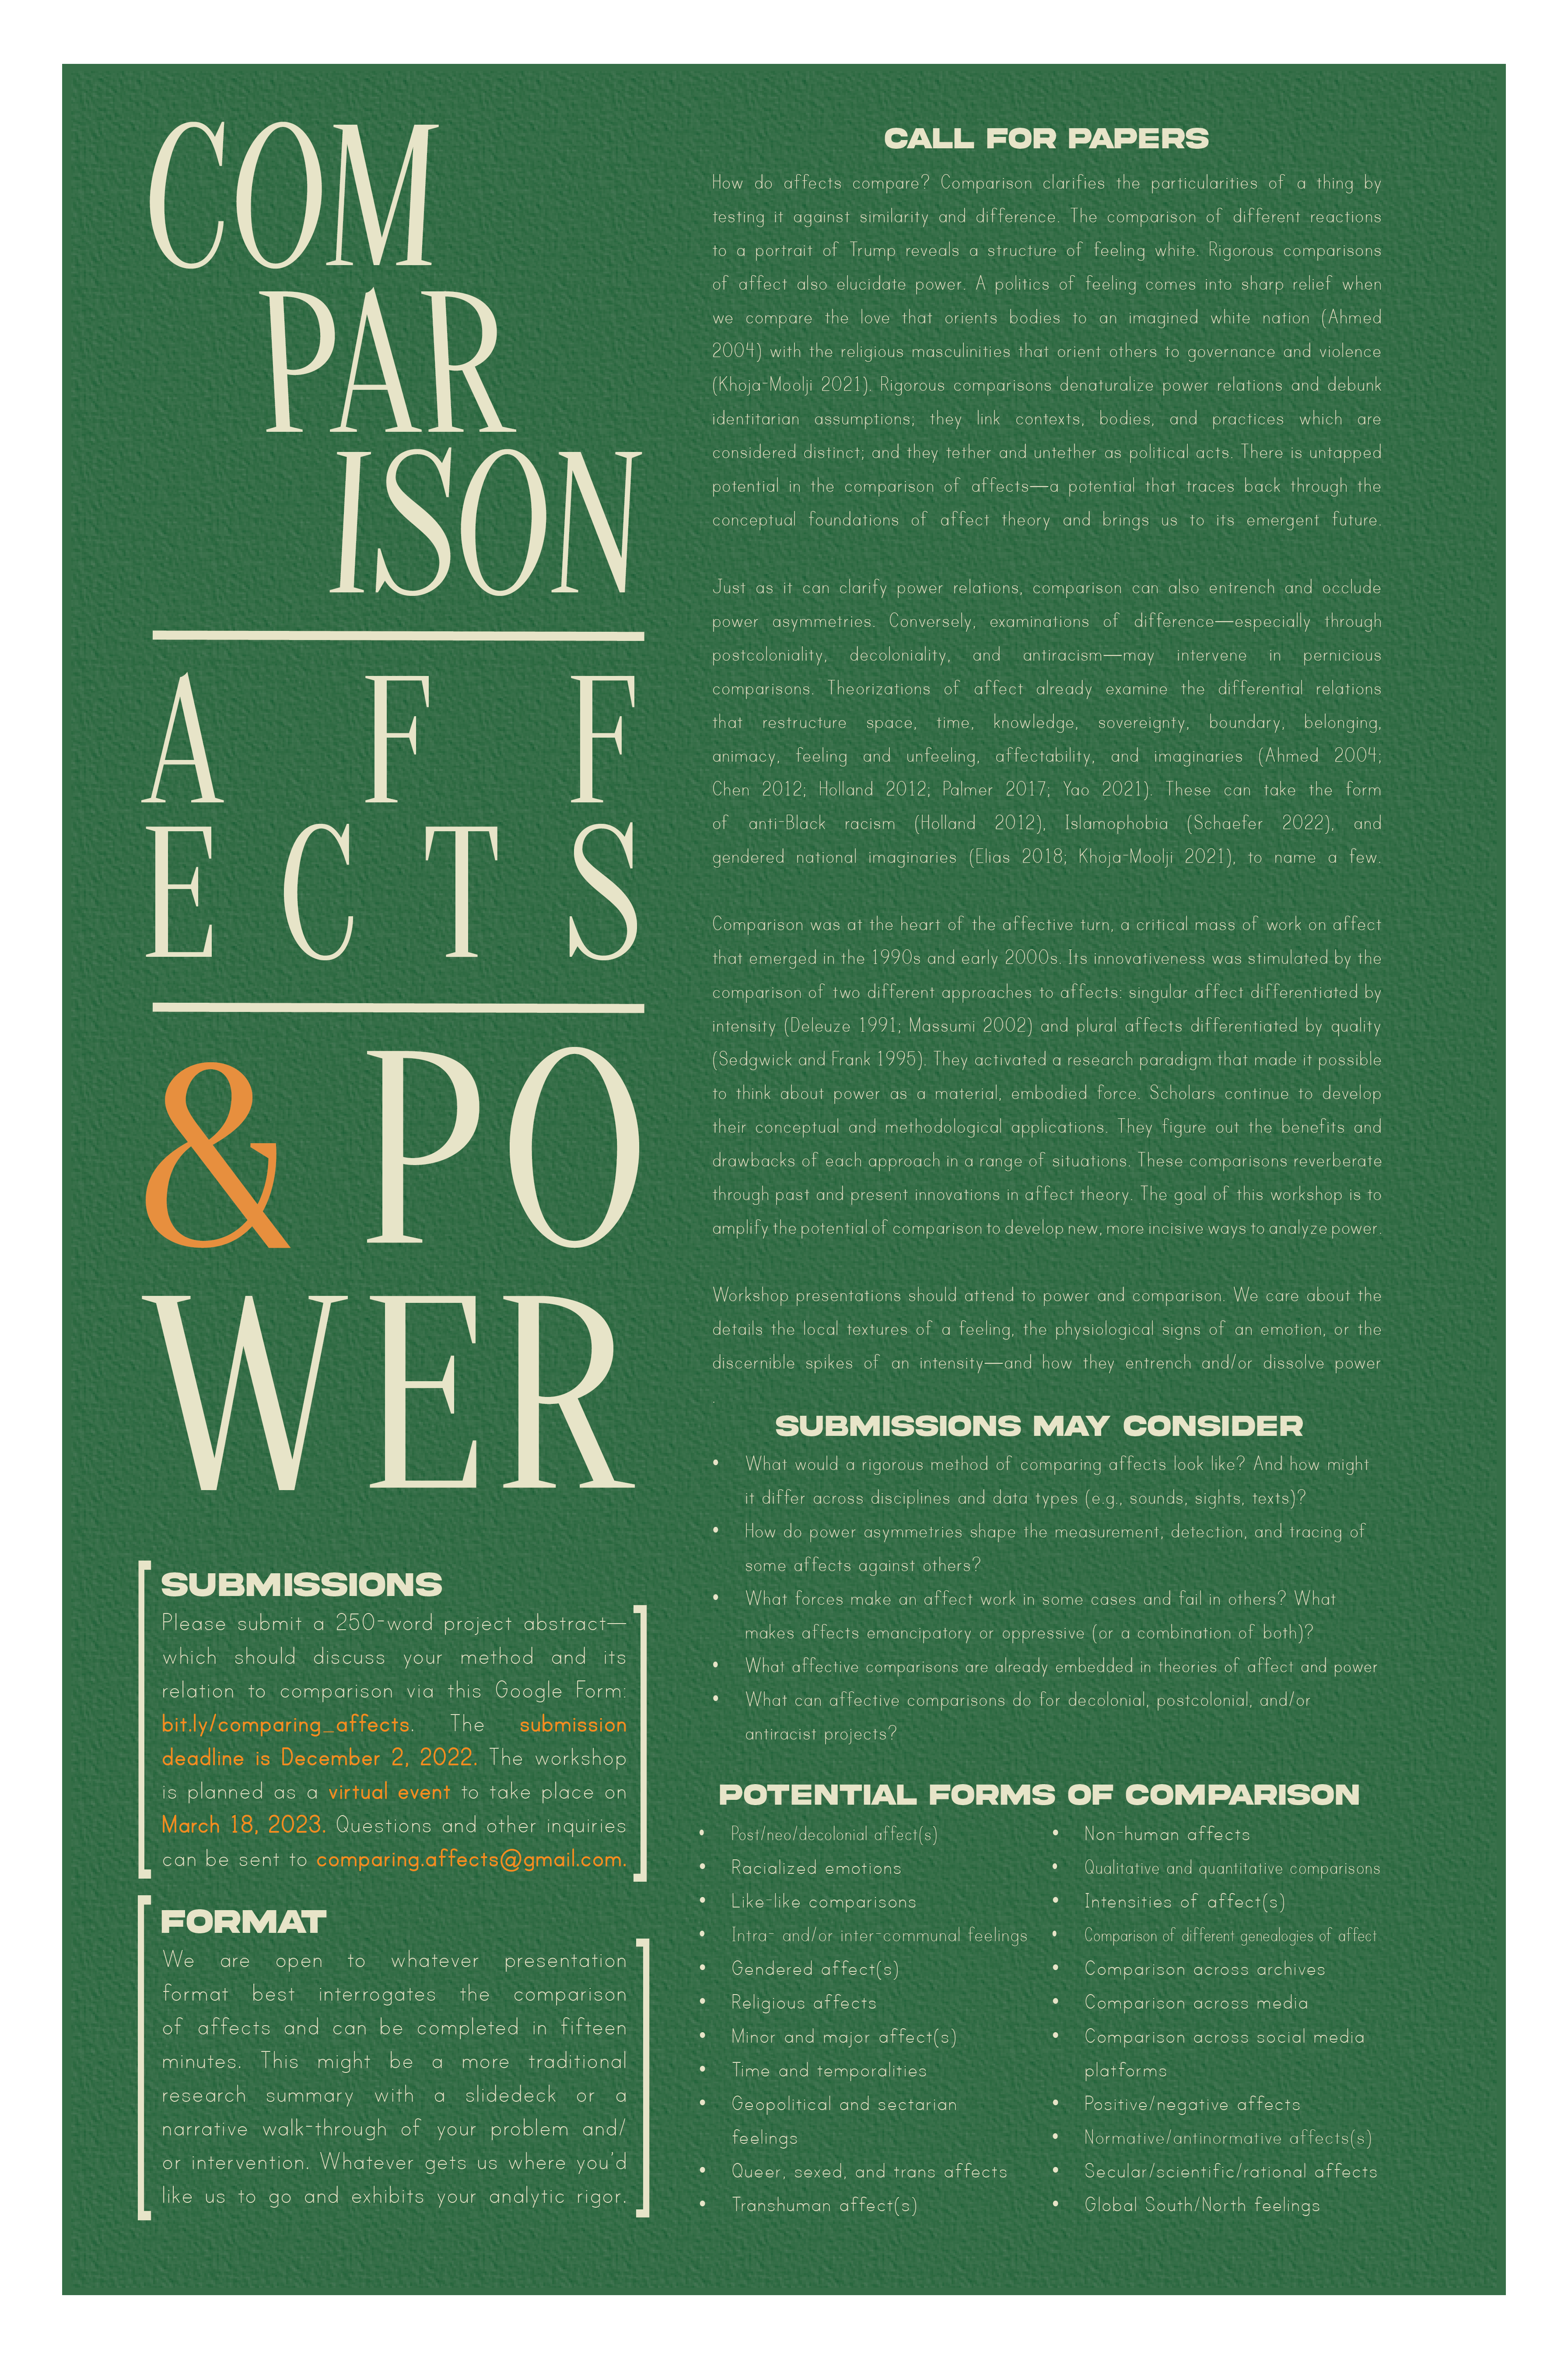 COM
PAR
ISON
A F F
E C T S
& PO
WER
SUBMISSIONS
Please submit a 250-word project abstract—
which should discuss your method and its
relation to comparison via this Google Form:
bit.ly/comparing_affects. The submission
deadline is December 2, 2022. The workshop
is planned as a virtual event to take place on
March 18, 2023. Questions and other inquiries
can be sent to comparing.affects@gmail.com.
FORMAT
We are open to whatever presentation
format best interrogates the comparison
of affects and can be completed in fifteen
minutes. This might be a more traditional
research summary with a slidedeck or a
narrative walk-through of your problem and/
or intervention. Whatever gets us where you'd
like us to go and exhibits your analytic rigor.
CALL FOR PAPERS
How do affects compare? Comparison clarifies the particularities of a thing by
testing it against similarity and difference. The comparison of different reactions
to a portrait of Trump reveals a structure of feeling white. Rigorous comparisons
of affect also elucidate power. A politics of feeling comes into sharp relief when
we compare the love that orients bodies to an imagined white nation (Ahmed
2004) with the religious masculinities that orient others to governance and violence
(Khoja-Moolji 2021). Rigorous comparisons denaturalize power relations and debunk
identitarian assumptions; they link contexts, bodies, and practices which are
considered distinct; and they tether and untether as political acts. There is untapped
potential in the comparison of affects—a potential that traces back through the
conceptual foundations of affect theory and brings us to its emergent future.
Just as it can clarify power relations, comparison can also entrench and occlude
power asymmetries. Conversely, examinations of difference—especially through
postcoloniality, decoloniality, and antiracism—may intervene in pernicious
comparisons. Theorizations of affect already examine the differential relations
that restructure space, time, knowledge, sovereignty, boundary, belonging,
animacy, feeling and unfeeling, affectability, and imaginaries (Ahmed 2004;
Chen 2012; Holland 2012; Palmer 2017; Yao 2021). These can take the form
of anti-Black racism (Holland 2012), Islamophobia (Schaefer 2022), and
gendered national imaginaries (Elias 2018; Khoja-Moolji 2021), to name a few.
Comparison was at the heart of the affective turn, a critical mass of work on affect
that emerged in the 1990s and early 2000s. Its innovativeness was stimulated by the
comparison of two different approaches to affects: singular affect differentiated by
intensity (Deleuze 1991; Massumi 2002) and plural affects differentiated by quality
(Sedgwick and Frank 1995). They activated a research paradigm that made it possible
to think about power as a material, embodied force. Scholars continue to develop
their conceptual and methodological applications. They figure out the benefits and
drawbacks of each approach in a range of situations. These comparisons reverberate
through past and present innovations in affect theory. The goal of this workshop is to
amplify the potential of comparison to develop new, more incisive ways to analyze power.
Workshop presentations should attend to power and comparison. We care about the
details the local textures of a feeling, the physiological signs of an emotion, or the
discernible spikes of an intensity—and how they entrench and/or dissolve power
SUBMISSIONS MAY CONSIDER
• What would a rigorous method of comparing affects look like? And how might
it differ across disciplines and data types (e.g., sounds, sights, texts)?
• How do power asymmetries shape the measurement, detection, and tracing of
some affects against others?
• What forces make an affect work in some cases and fail in others? What
makes affects emancipatory or oppressive (or a combination of both)?
• What affective comparisons are already embedded in theories of affect and power
• What can affective comparisons do for decolonial, postcolonial, and/or
antiracist projects?
POTENTIAL FORMS OF COMPARISON
• Post/neo/decolonial affect(s)
• Racialized emotions
• Like-like comparisons
• Intra- and/or inter-communal feelings
• Gendered affect(s)
• Religious affects
• Minor and major affect(s)
• Time and temporalities
• Geopolitical and sectarian
feelings
• Queer, sexed, and trans affects
• Transhuman affect(s)
• Non-human affects
• Qualitative and quantitative comparisons
• Intensities of affect(s)
• Comparison of different genealogies of affect
• Comparison across archives
• Comparison across media
• Comparison across social media
platforms
• Positive/negative affects
• Normative/antinormative affects(s)
• Secular/scientific/rational affects
• Global South/North feelings